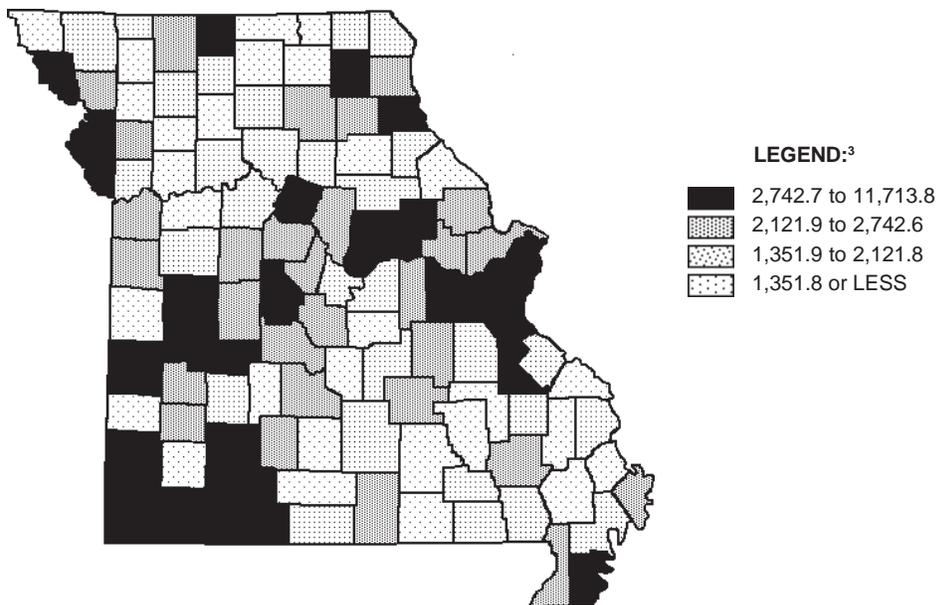 LEGEND:³
2,742.7 to 11,713.8
2,121.9 to 2,742.6
1,351.9 to 2,121.8
1,351.8 or LESS